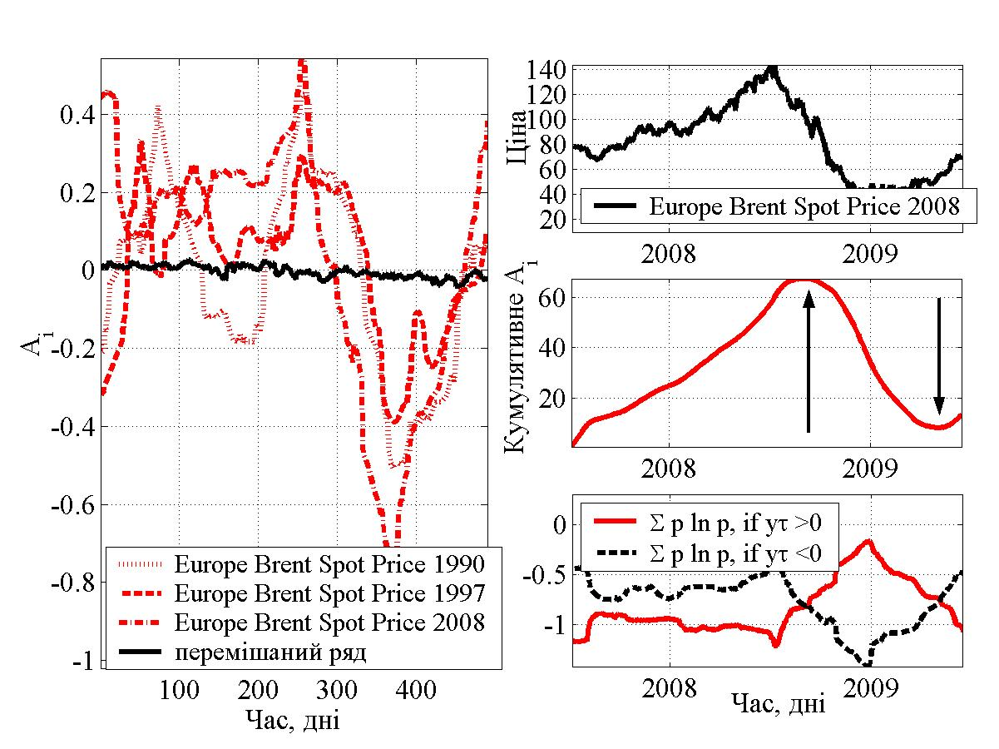 0.4
0.2
0
-0.2
-0.4
-0.6
-0.8
-1
A i
Europe Brent Spot Price 1990
Europe Brent Spot Price 1997
Europe Brent Spot Price 2008
перемішаний ряд
100 200 300 400
Час, дні
140
100
80
60
40
20
Ціна
Europe Brent Spot Price 2008
2008 2009
60
40
20
Кумулятивне A i
2008 2009
0
-0.5
-1
Σ p ln p, if yτ >0
Σ p ln p, if yτ <0
2008 2009
Час, дні